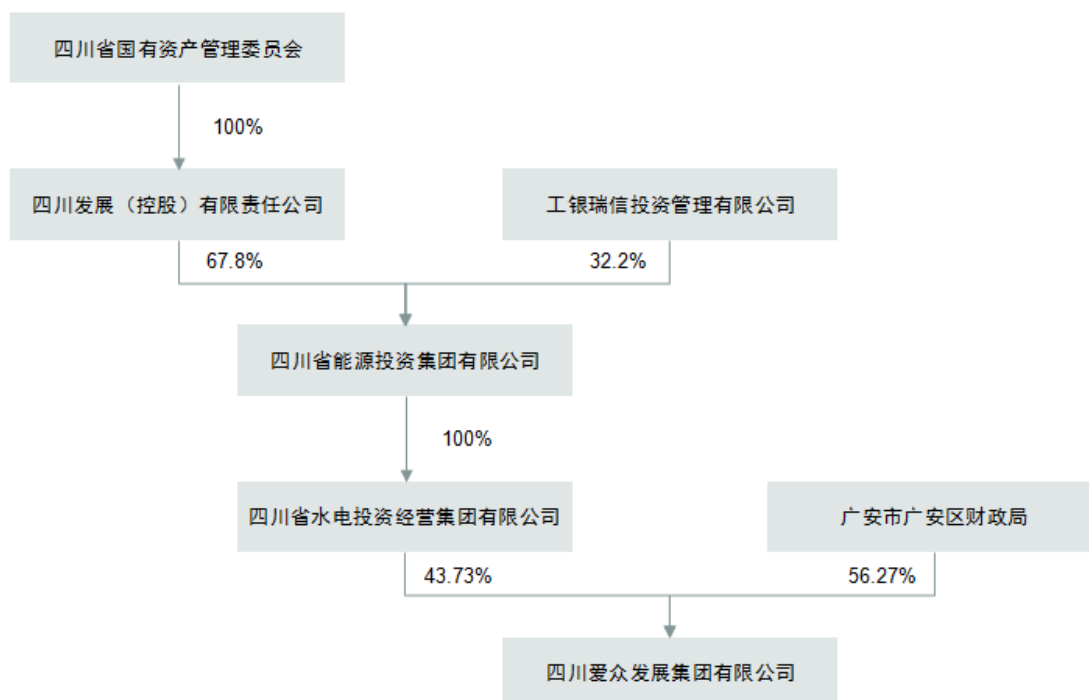 四川省国有资产管理委员会
100%
四川发展（控股）有限责任公司
工银瑞信投资管理有限公司
67.8%
32.2%
四川省能源投资集团有限公司
100%
四川省水电投资经营集团有限公司
广安市广安区财政局
43.73%
56.27%
四川爱众发展集团有限公司